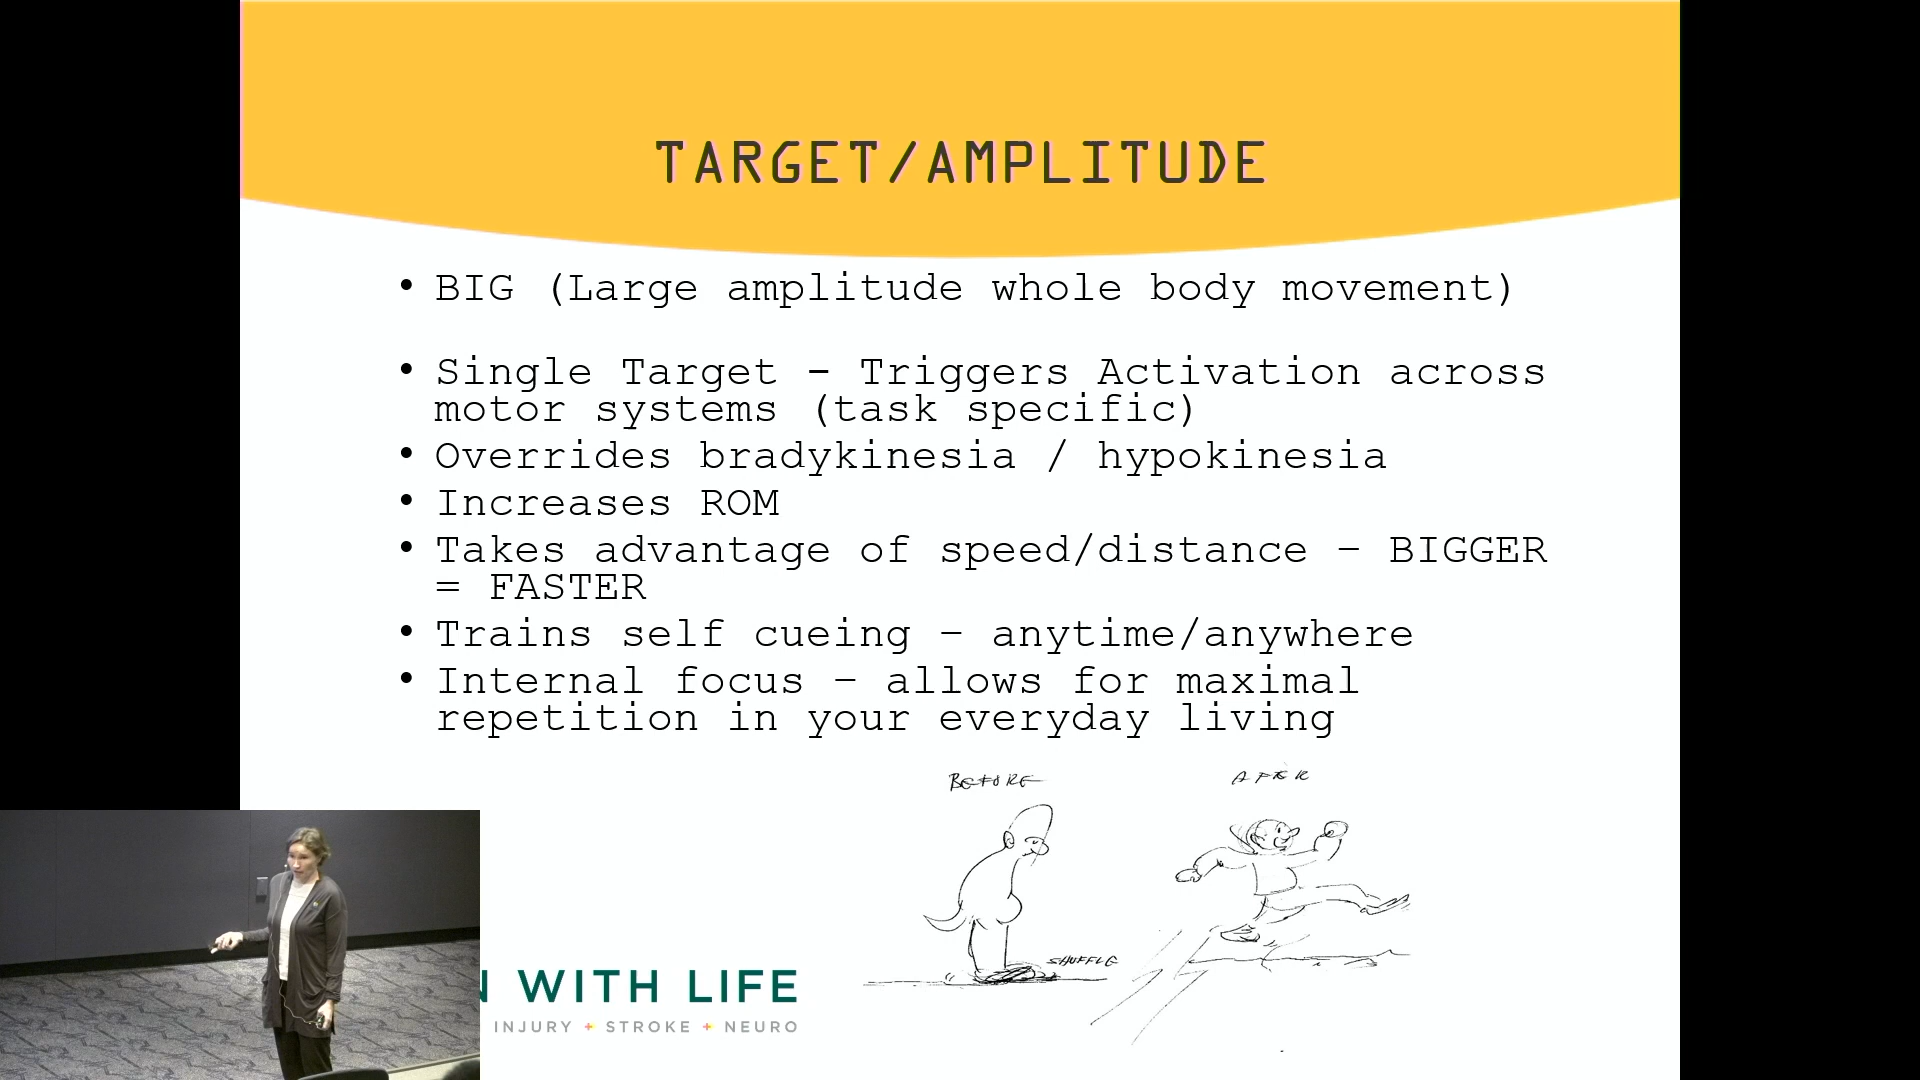 TARGET/AMPLITUDE
• BIG (Large amplitude whole body movement)
• Single Target - Triggers Activation across
motor systems (task specific)
• Overrides bradykinesia / hypokinesia
• Increases ROM
• Takes advantage of speed/distance – BIGGER
= FASTER
• Trains self cueing – anytime/anywhere
• Internal focus – allows for maximal
repetition in your everyday living
BEFORE
AFTER
SHUFFLE
N WITH LIFE
INJURY + STROKE + NEURO